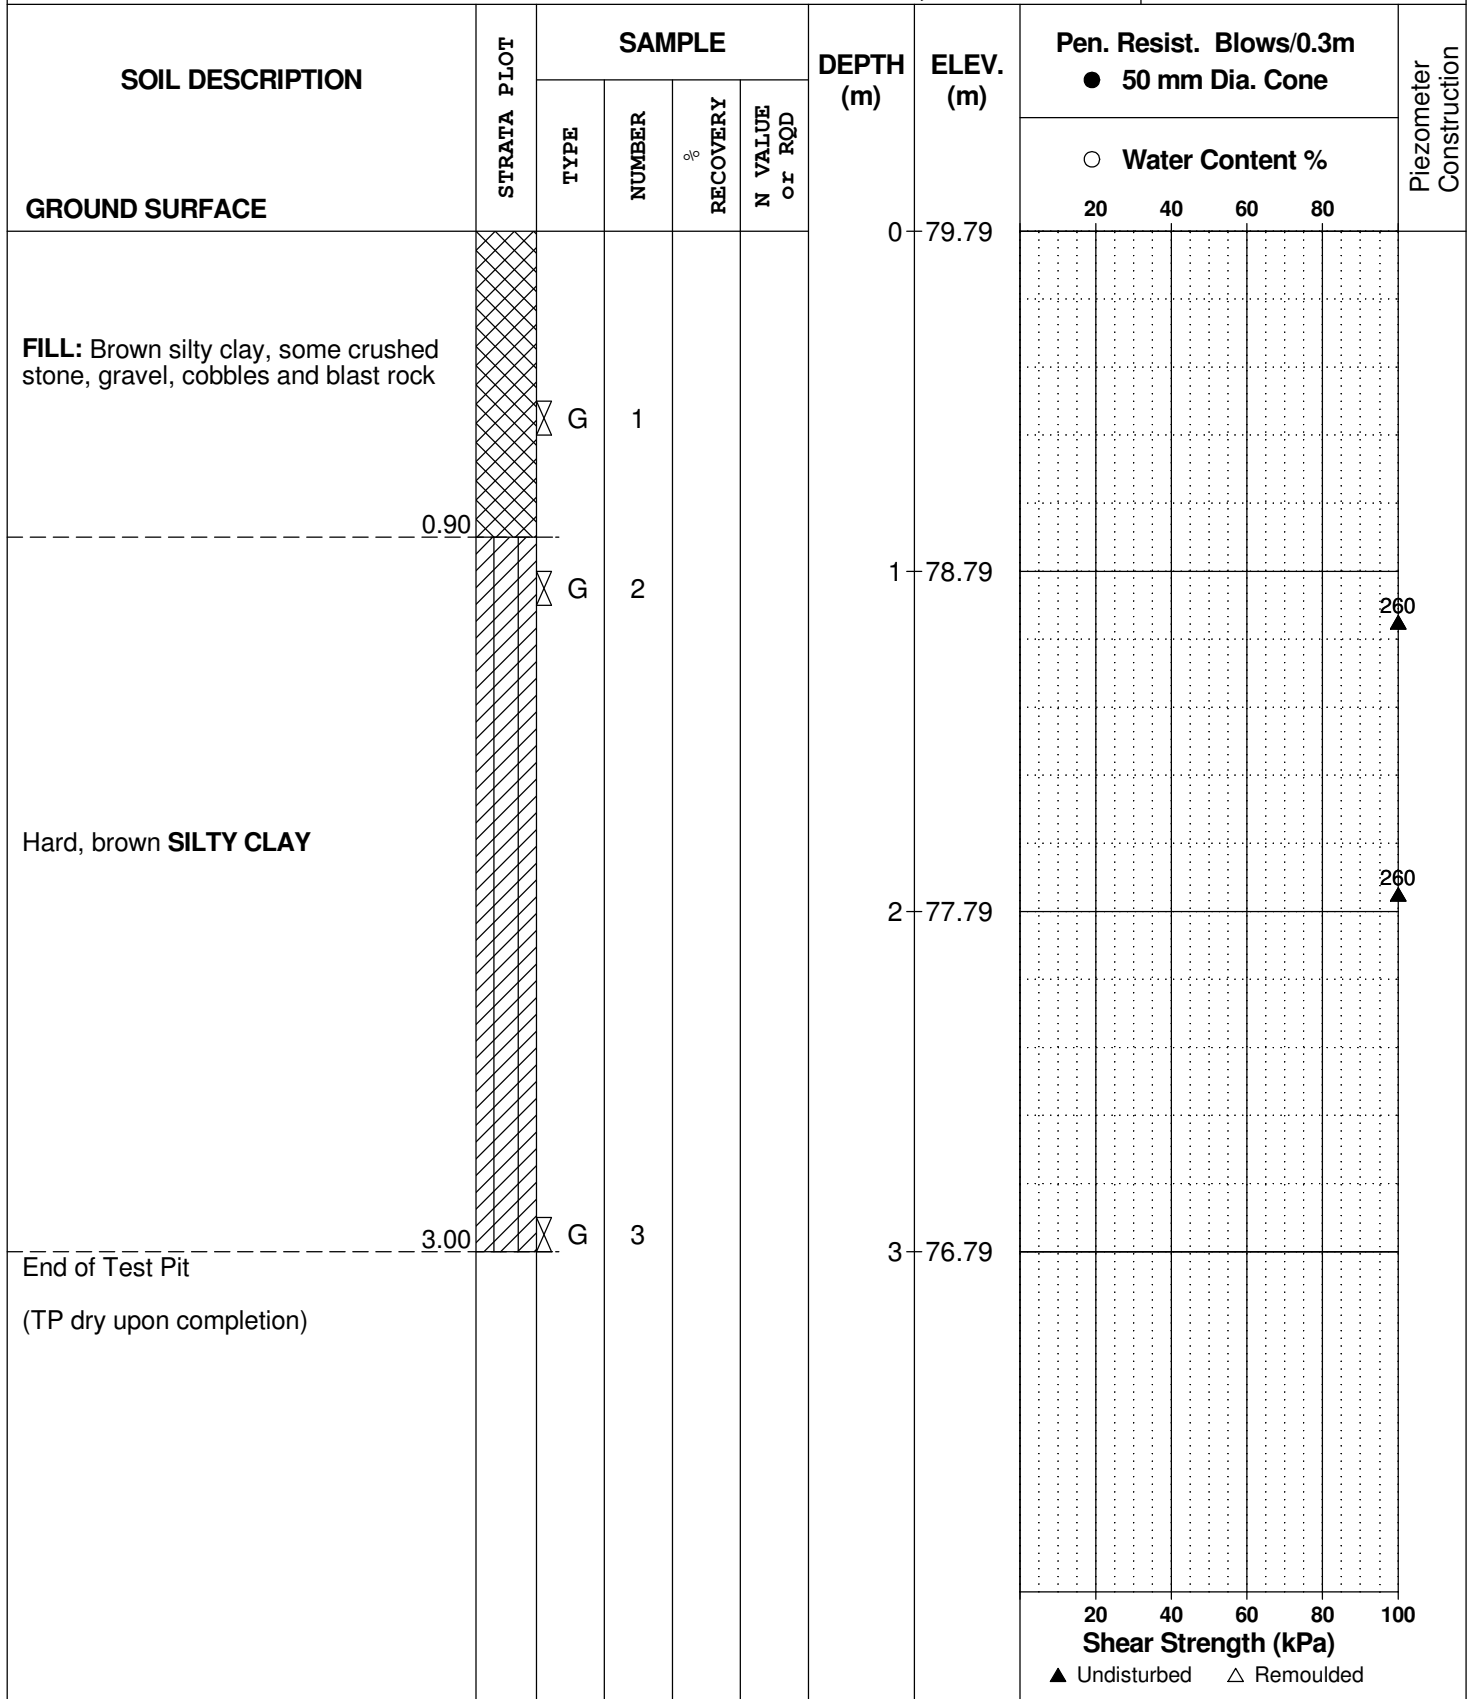 SOIL DESCRIPTION
GROUND SURFACE
STRATA PLOT
SAMPLE
TYPE
NUMBER
%
RECOVERY
N VALUE
or RQD
DEPTH
(m)
ELEV.
(m)
Pen. Resist. Blows/0.3m
● 50 mm Dia. Cone
○ Water Content %
20 40 60 80
Piezometer
Construction
0 79.79
FILL: Brown silty clay, some crushed
stone, gravel, cobbles and blast rock
G 1
0.90
1 78.79
G 2
260
Hard, brown SILTY CLAY
260
2 77.79
3.00
G 3
3 76.79
End of Test Pit
(TP dry upon completion)
20 40 60 80 100
Shear Strength (kPa)
▲ Undisturbed △ Remoulded